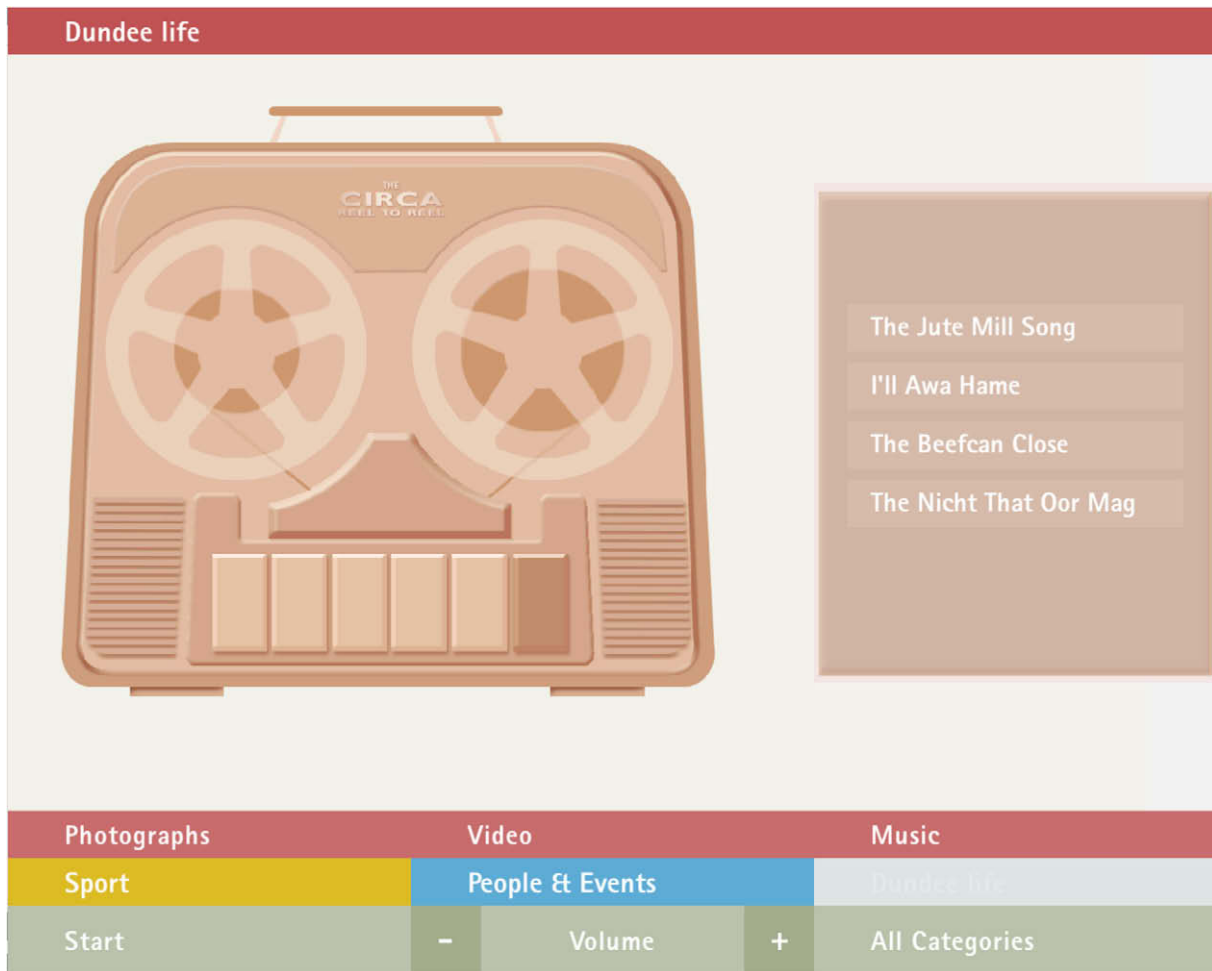 Dundee life
THE
CIRCA
REEL TO REEL
The Jute Mill Song
I'll Awa Hame
The Beefcan Close
The Nicht That Oor Mag
Photographs Video Music
Sport People & Events Dundee life
Start - Volume + All Categories